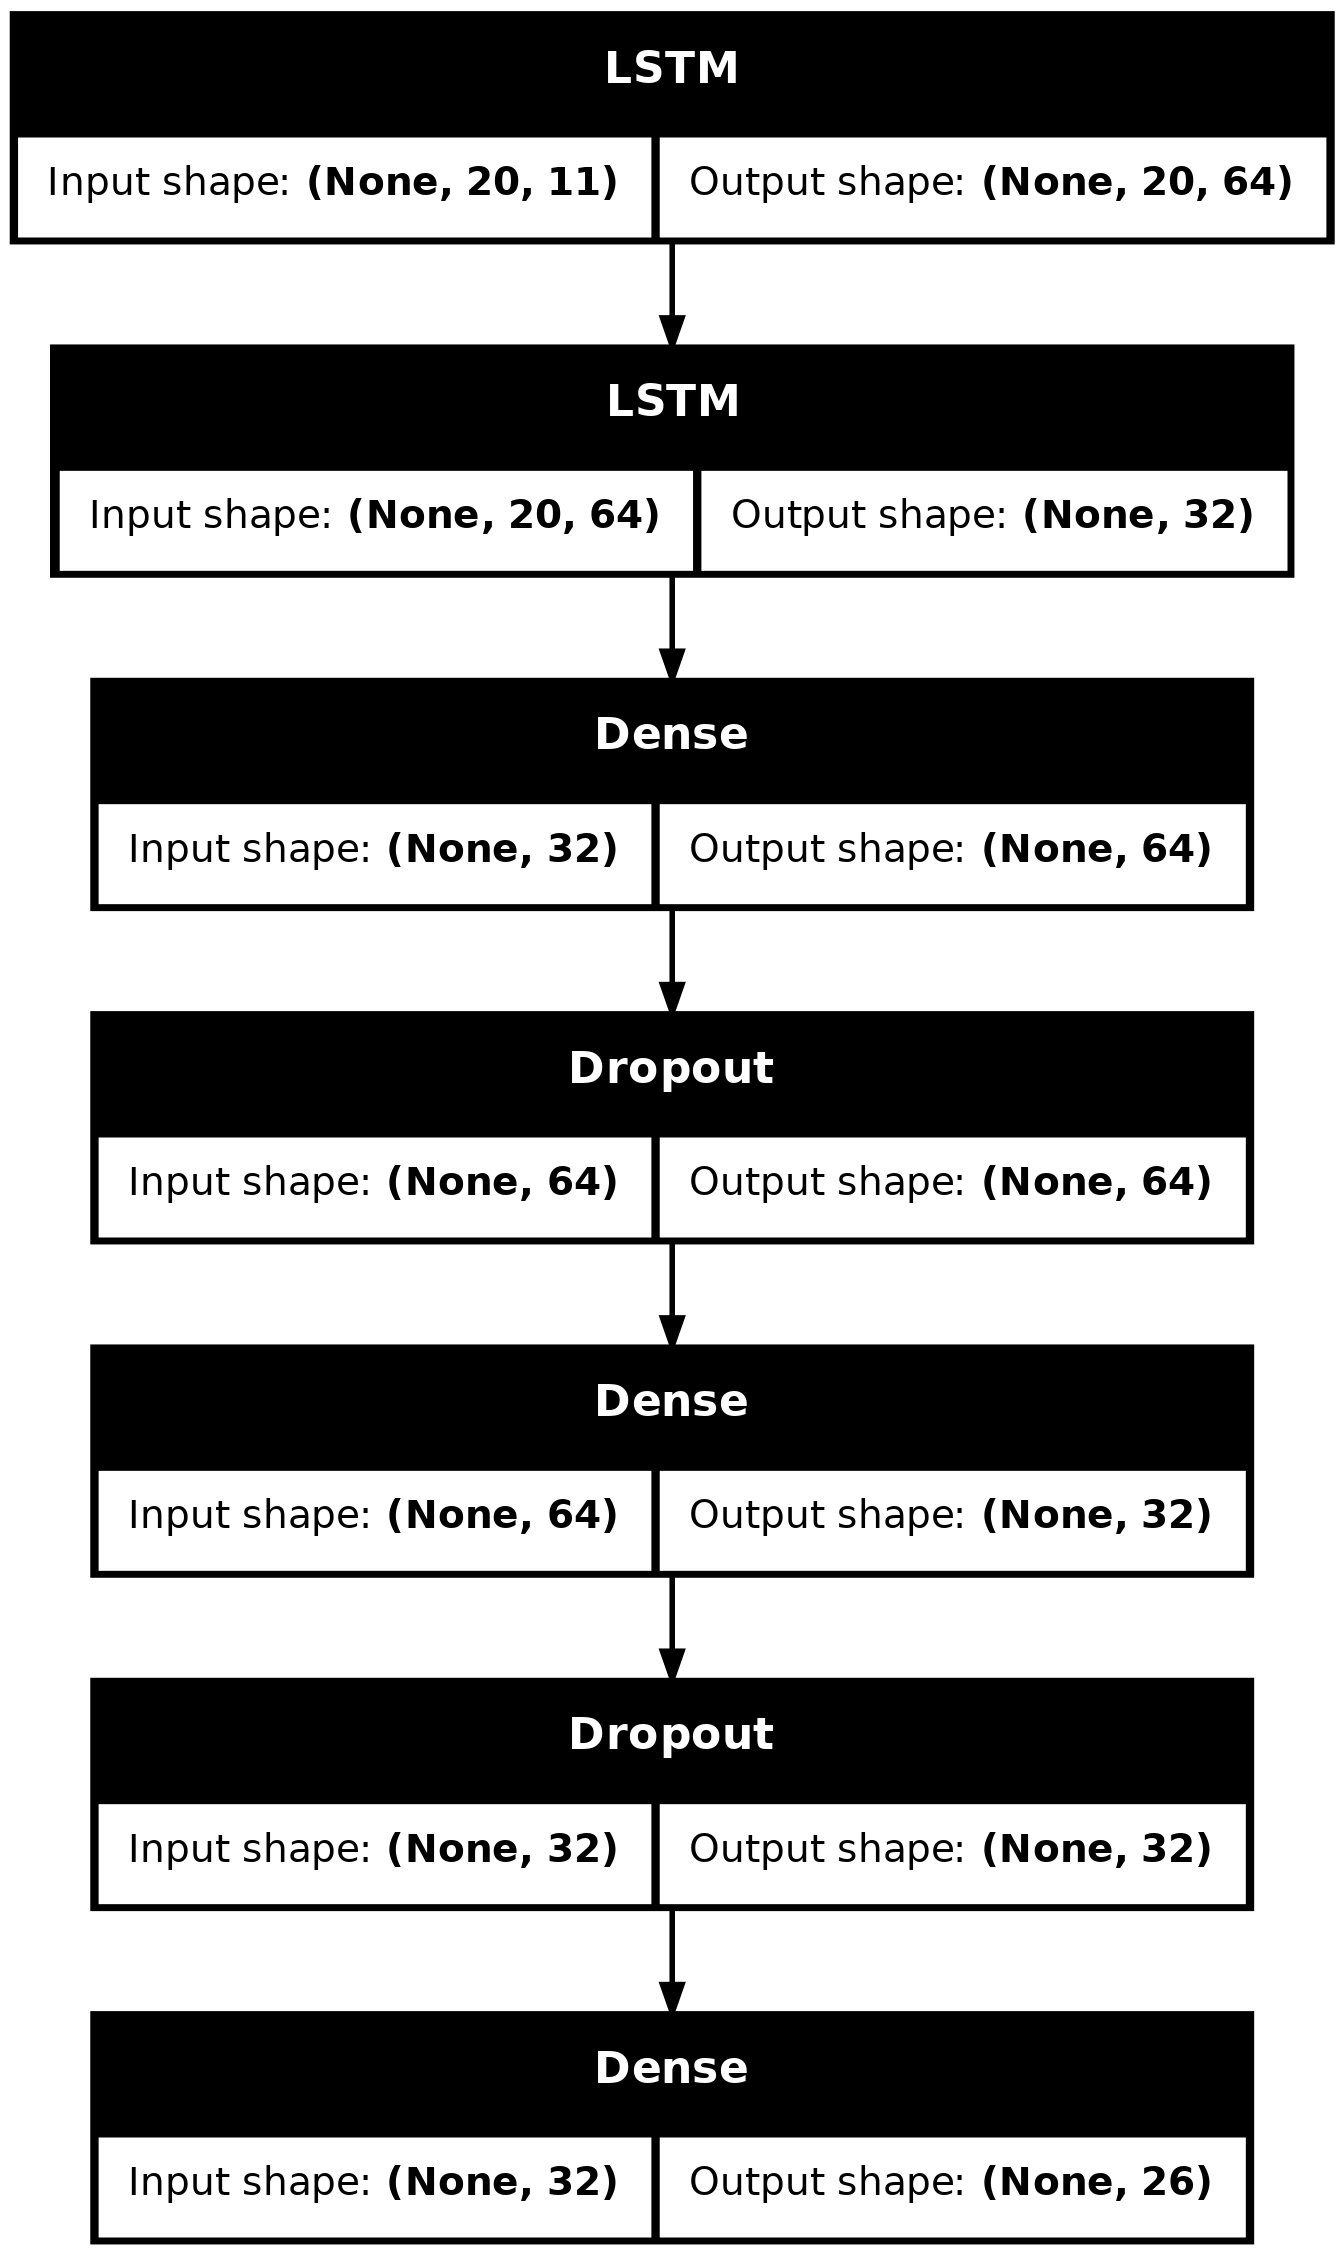 LSTM
Input shape: (None, 20, 11) Output shape: (None, 20, 64)
LSTM
Input shape: (None, 20, 64) Output shape: (None, 32)
Dense
Input shape: (None, 32) Output shape: (None, 64)
Dropout
Input shape: (None, 64) Output shape: (None, 64)
Dense
Input shape: (None, 64) Output shape: (None, 32)
Dropout
Input shape: (None, 32) Output shape: (None, 32)
Dense
Input shape: (None, 32) Output shape: (None, 26)